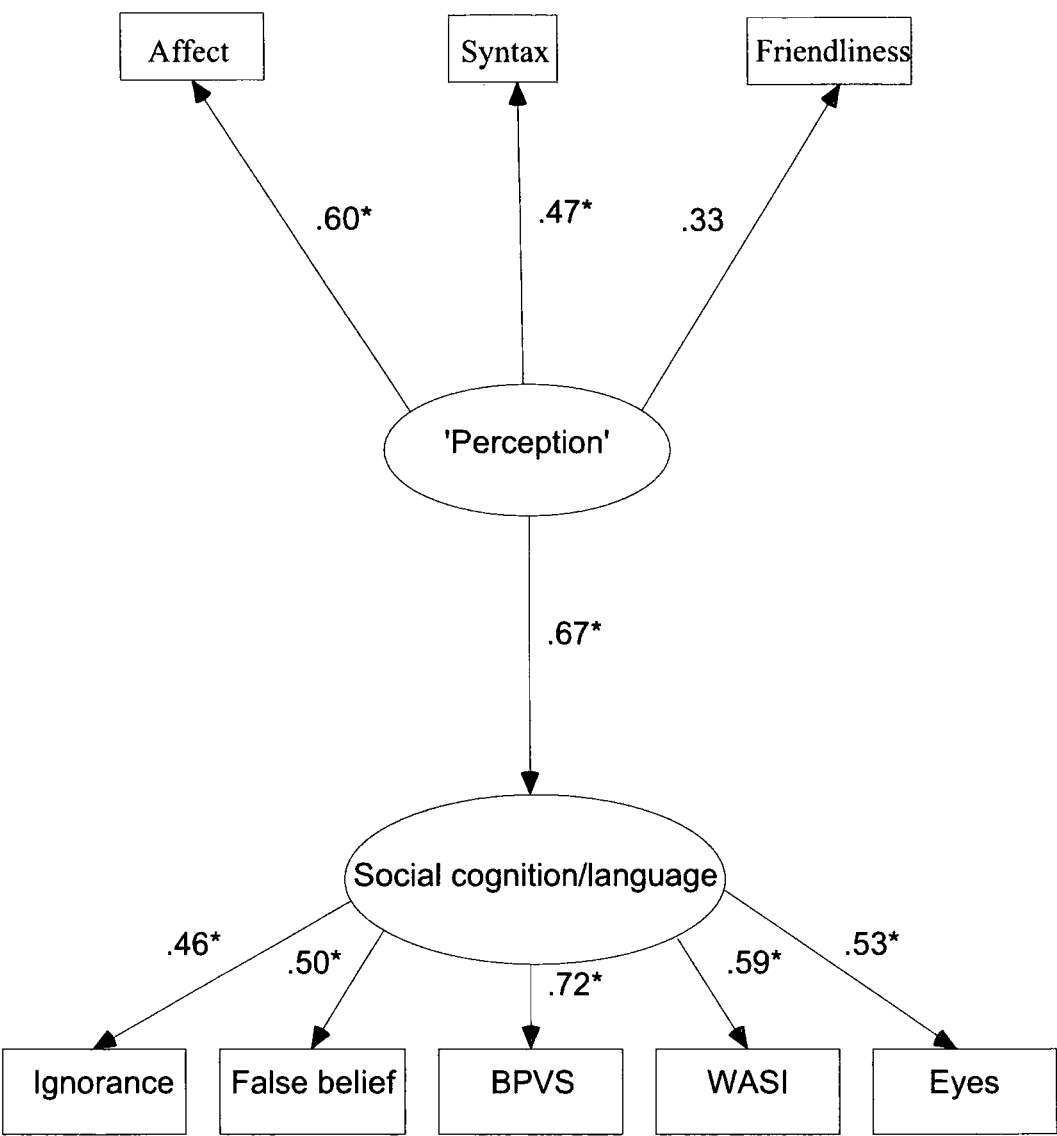 Affect
Syntax
Friendliness
.60*
.47*
.33
'Perception'
.67*
Social cognition/language
.46*
.50*
.72*
.59*
.53*
Ignorance
False belief
BPVS
WASI
Eyes